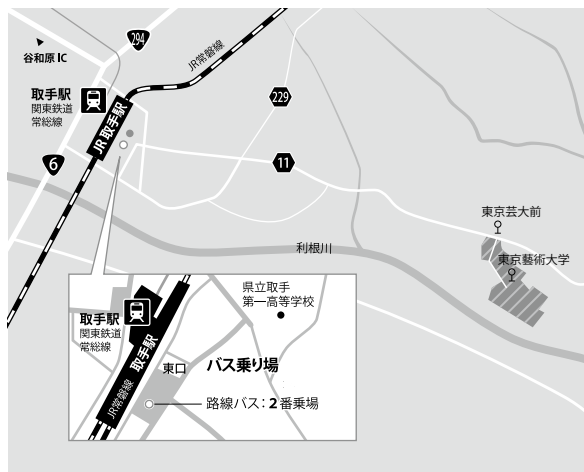 294
谷和原 IC
JR常磐線
取手駅
関東鉄道
常総線
JR 取手駅
229
6
11
東京芸大前
東京藝術大学
利根川
県立取手
第一高等学校
取手駅
関東鉄道
常総線
取手駅
JR常磐線
東口
バス乗り場
路線バス：2番乗場